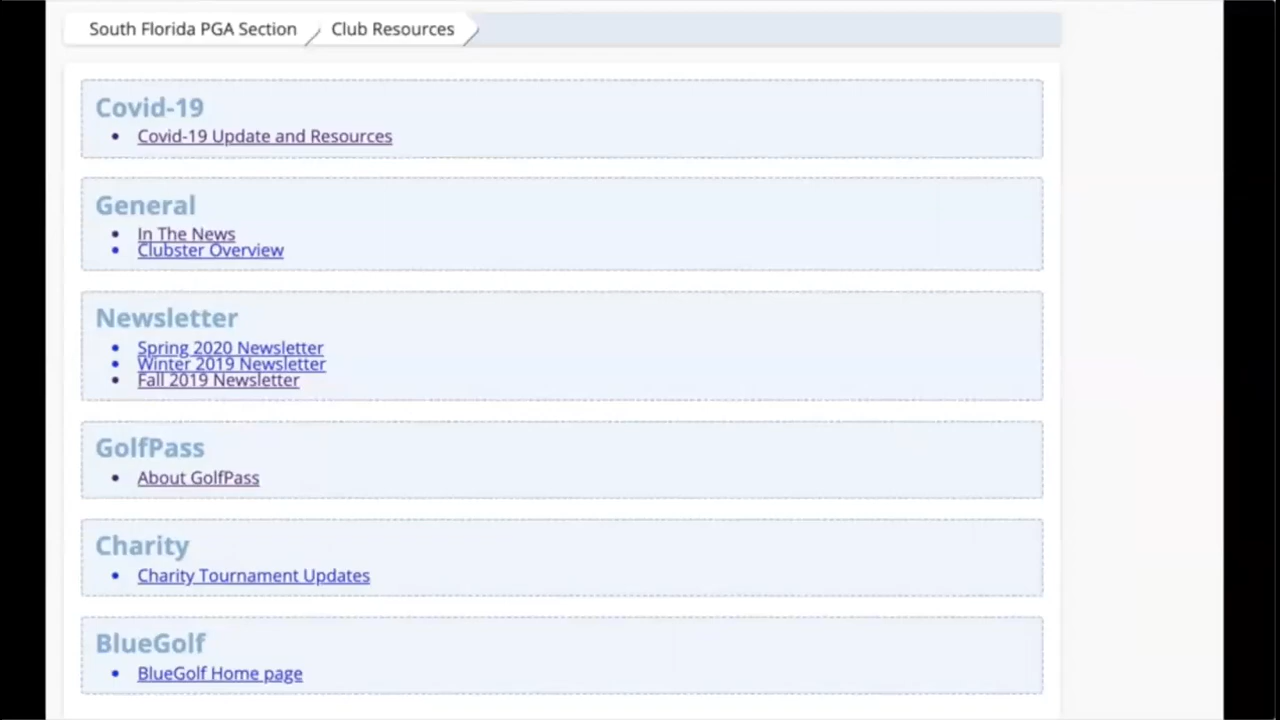 South Florida PGA Section Club Resources
Covid-19
Covid-19 Update and Resources
General
In The News
Clubster Overview
Newsletter
Spring 2020 Newsletter
Winter 2019 Newsletter
Fall 2019 Newsletter
GolfPass
About GolfPass
Charity
Charity Tournament Updates
BlueGolf
BlueGolf Home page